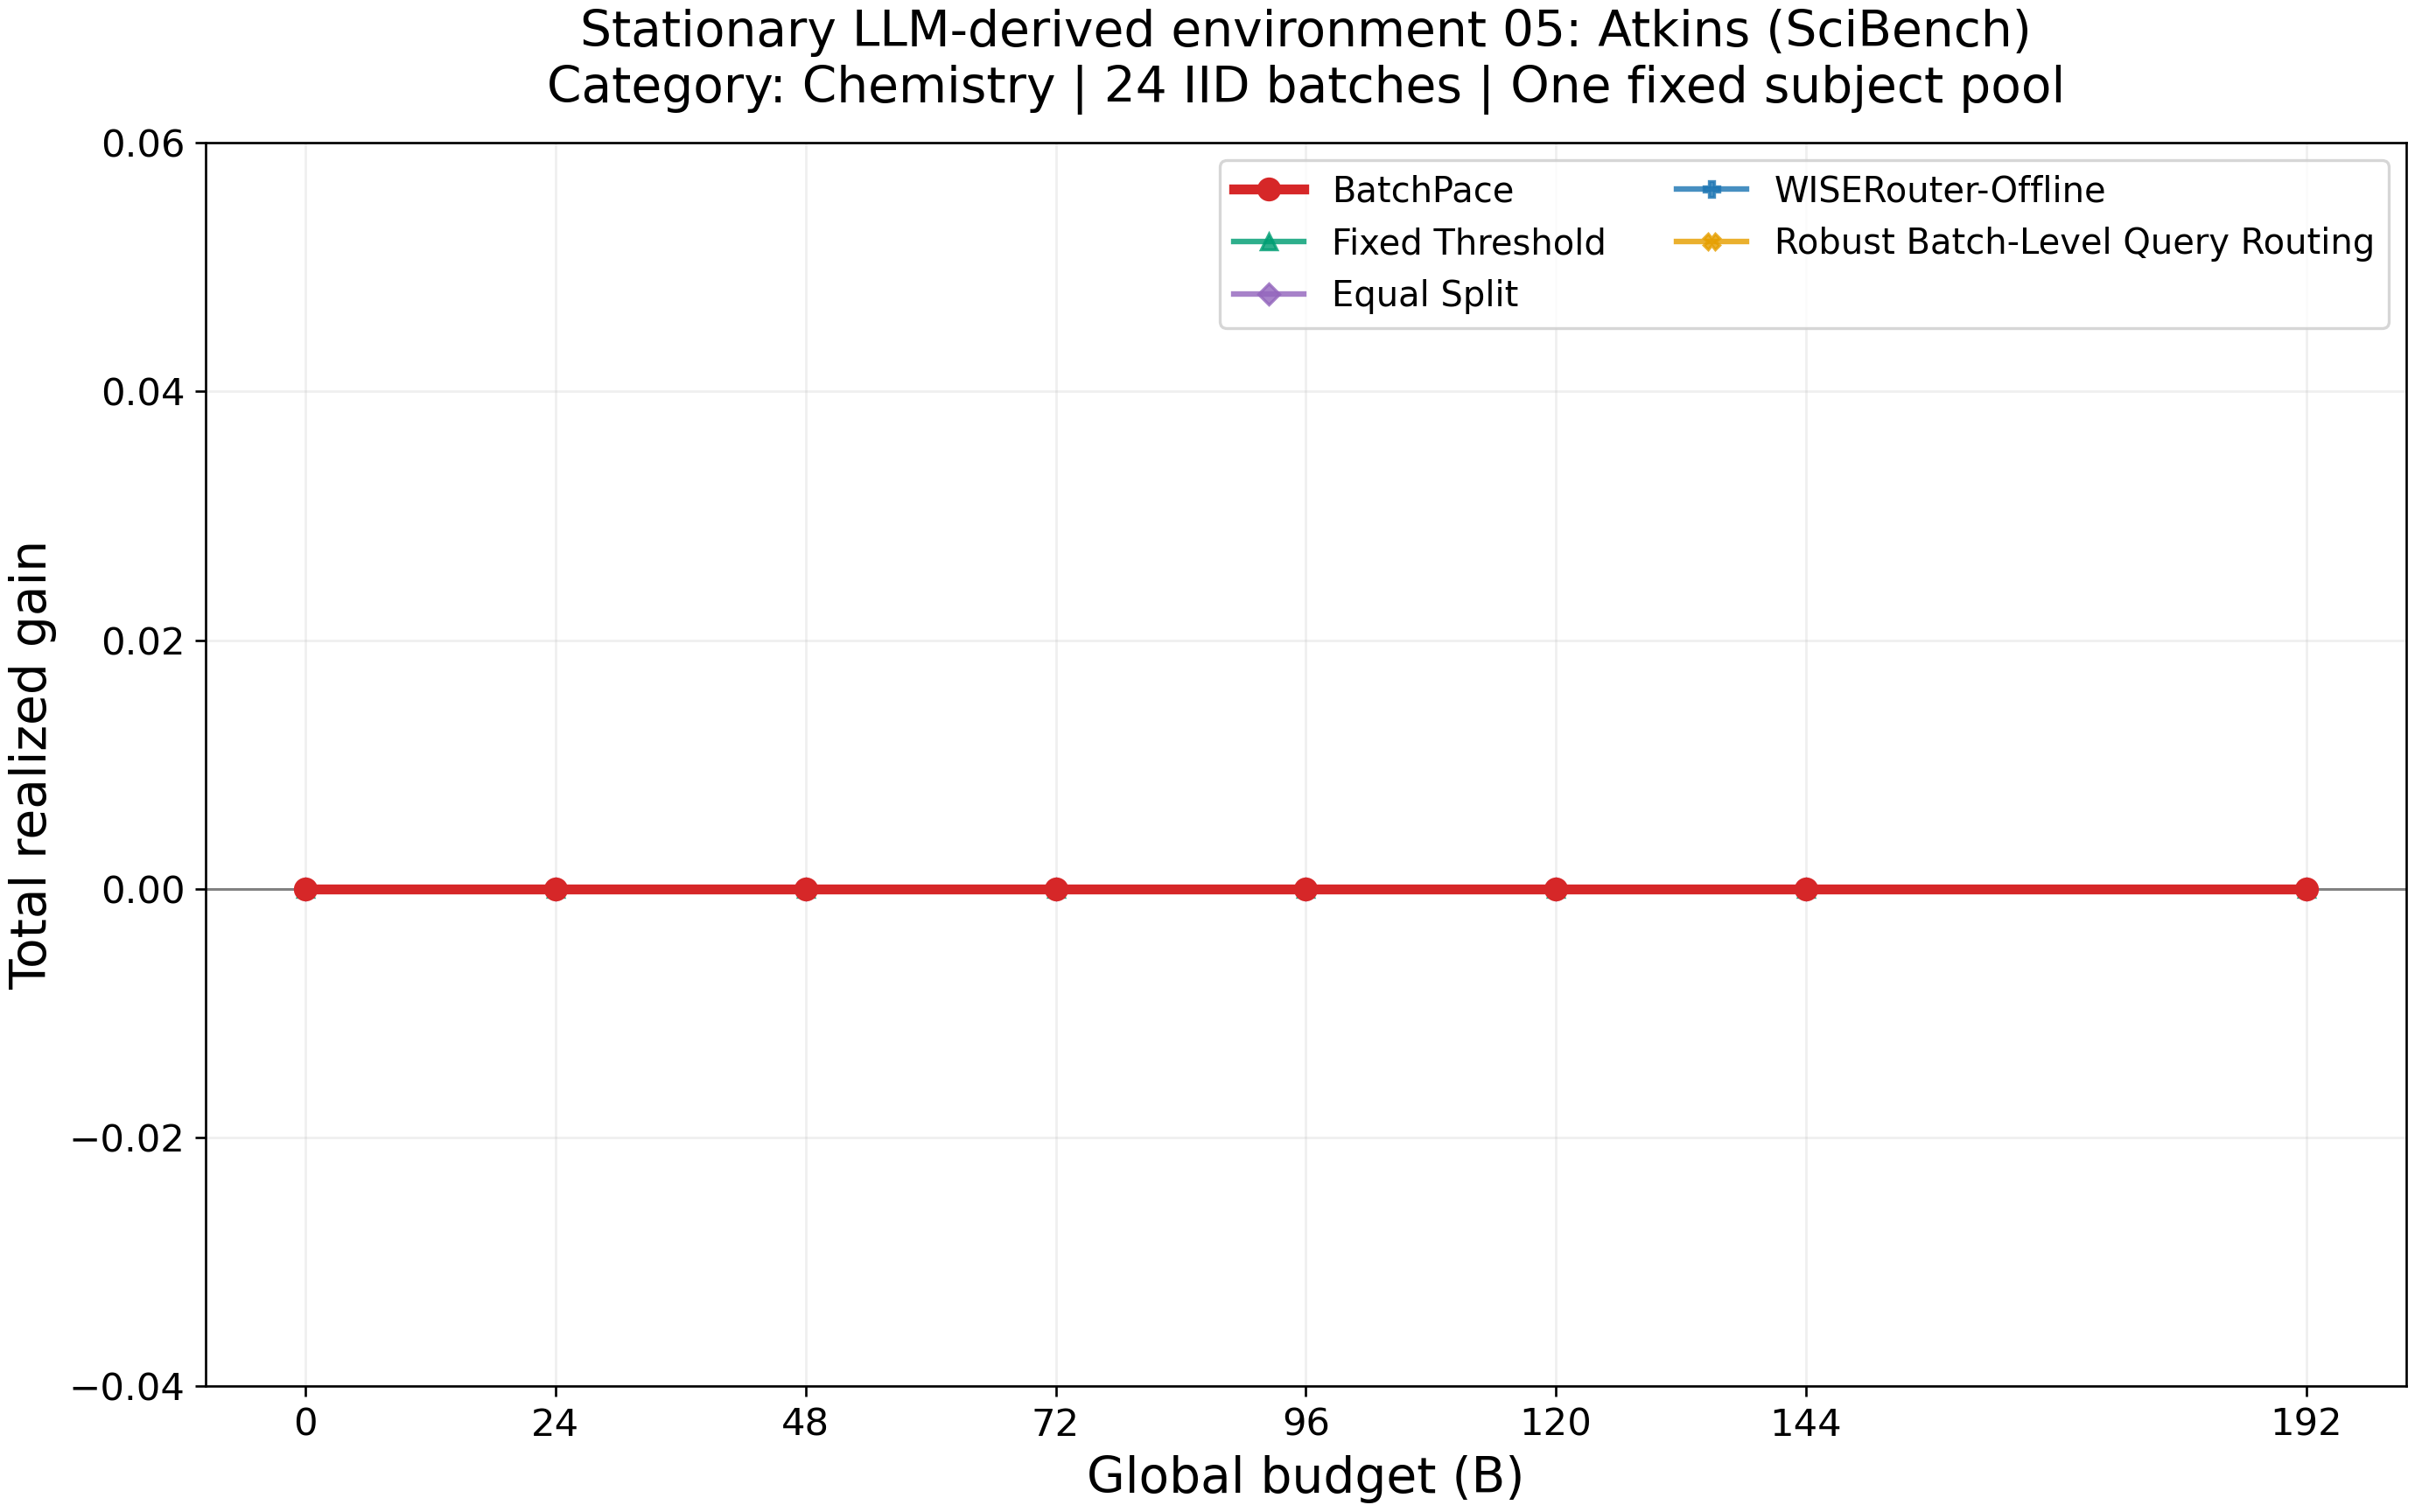 Stationary LLM-derived environment 05: Atkins (SciBench)
Category: Chemistry | 24 IID batches | One fixed subject pool
BatchPace
Fixed Threshold
Equal Split
WISERouter-Offline
Robust Batch-Level Query Routing
Total realized gain
0.06
0.04
0.02
0.00
−0.02
−0.04
0 24 48 72 96 120 144 192
Global budget (B)